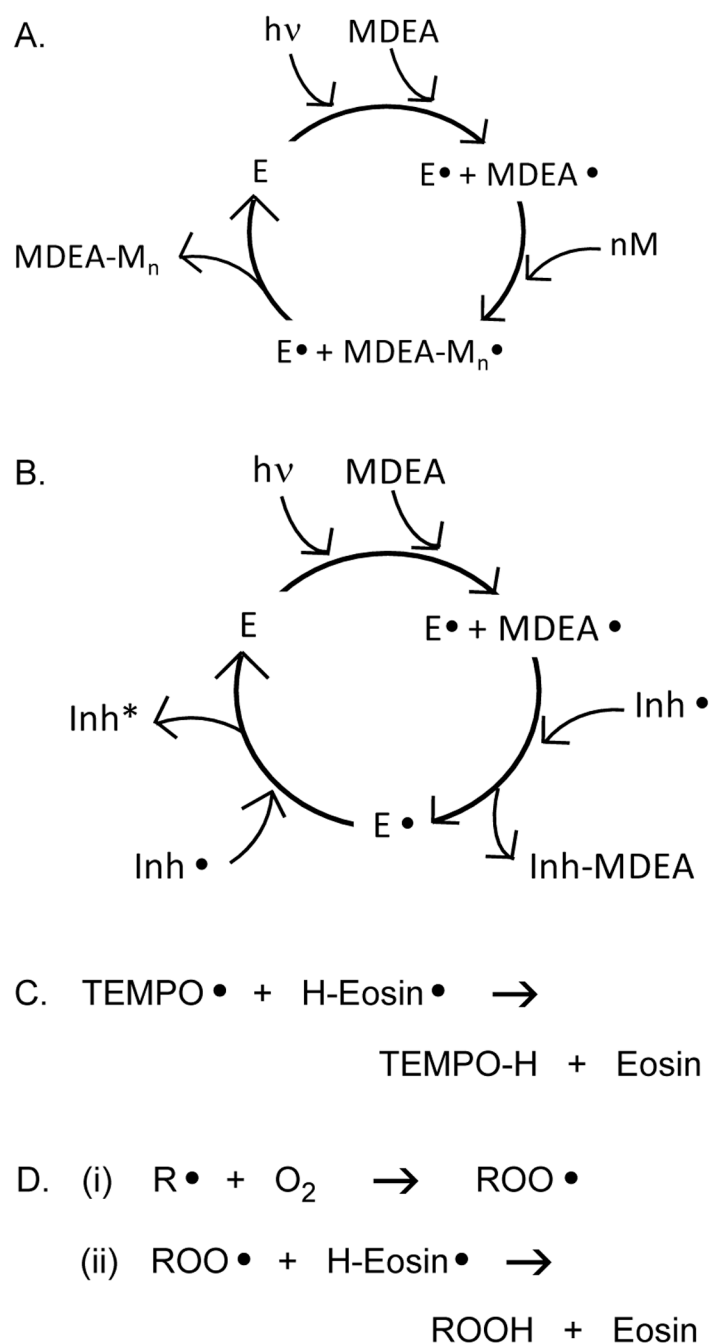 A.
hν MDEA
E E• + MDEA •
MDEA-Mₙ nM
E• + MDEA-Mₙ•
B.
hν MDEA
E E• + MDEA •
Inh* Inh •
E •
Inh • Inh-MDEA
C. TEMPO • + H-Eosin • →
TEMPO-H + Eosin
D. (i) R • + O₂ → ROO •
(ii) ROO • + H-Eosin • →
ROOH + Eosin